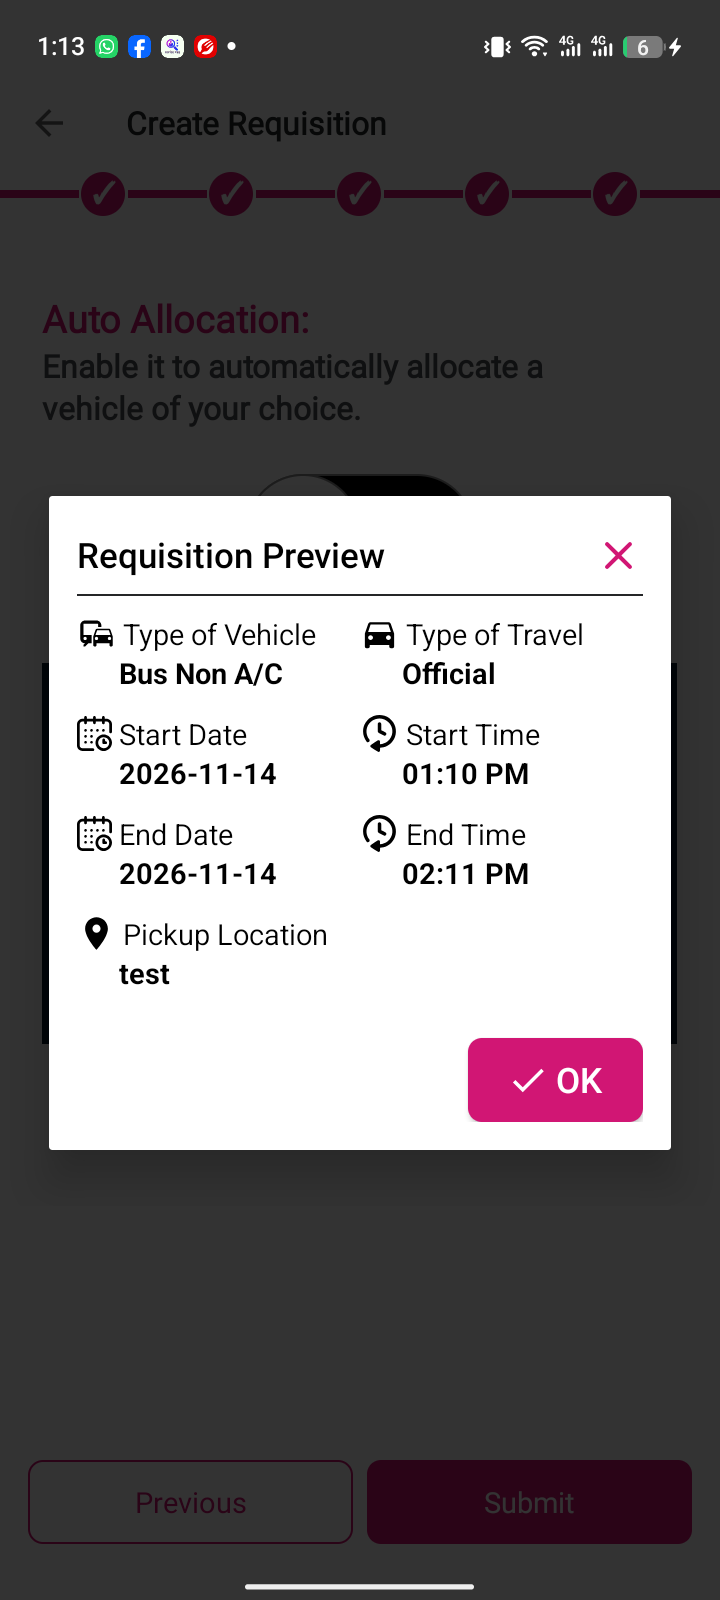 1:13
4G 4G 6
Create Requisition
Auto Allocation:
Enable it to automatically allocate a
vehicle of your choice.
Requisition Preview
Type of Vehicle Type of Travel
Bus Non A/C Official
Start Date Start Time
2026-11-14 01:10 PM
End Date End Time
2026-11-14 02:11 PM
Pickup Location
test
OK
Previous Submit